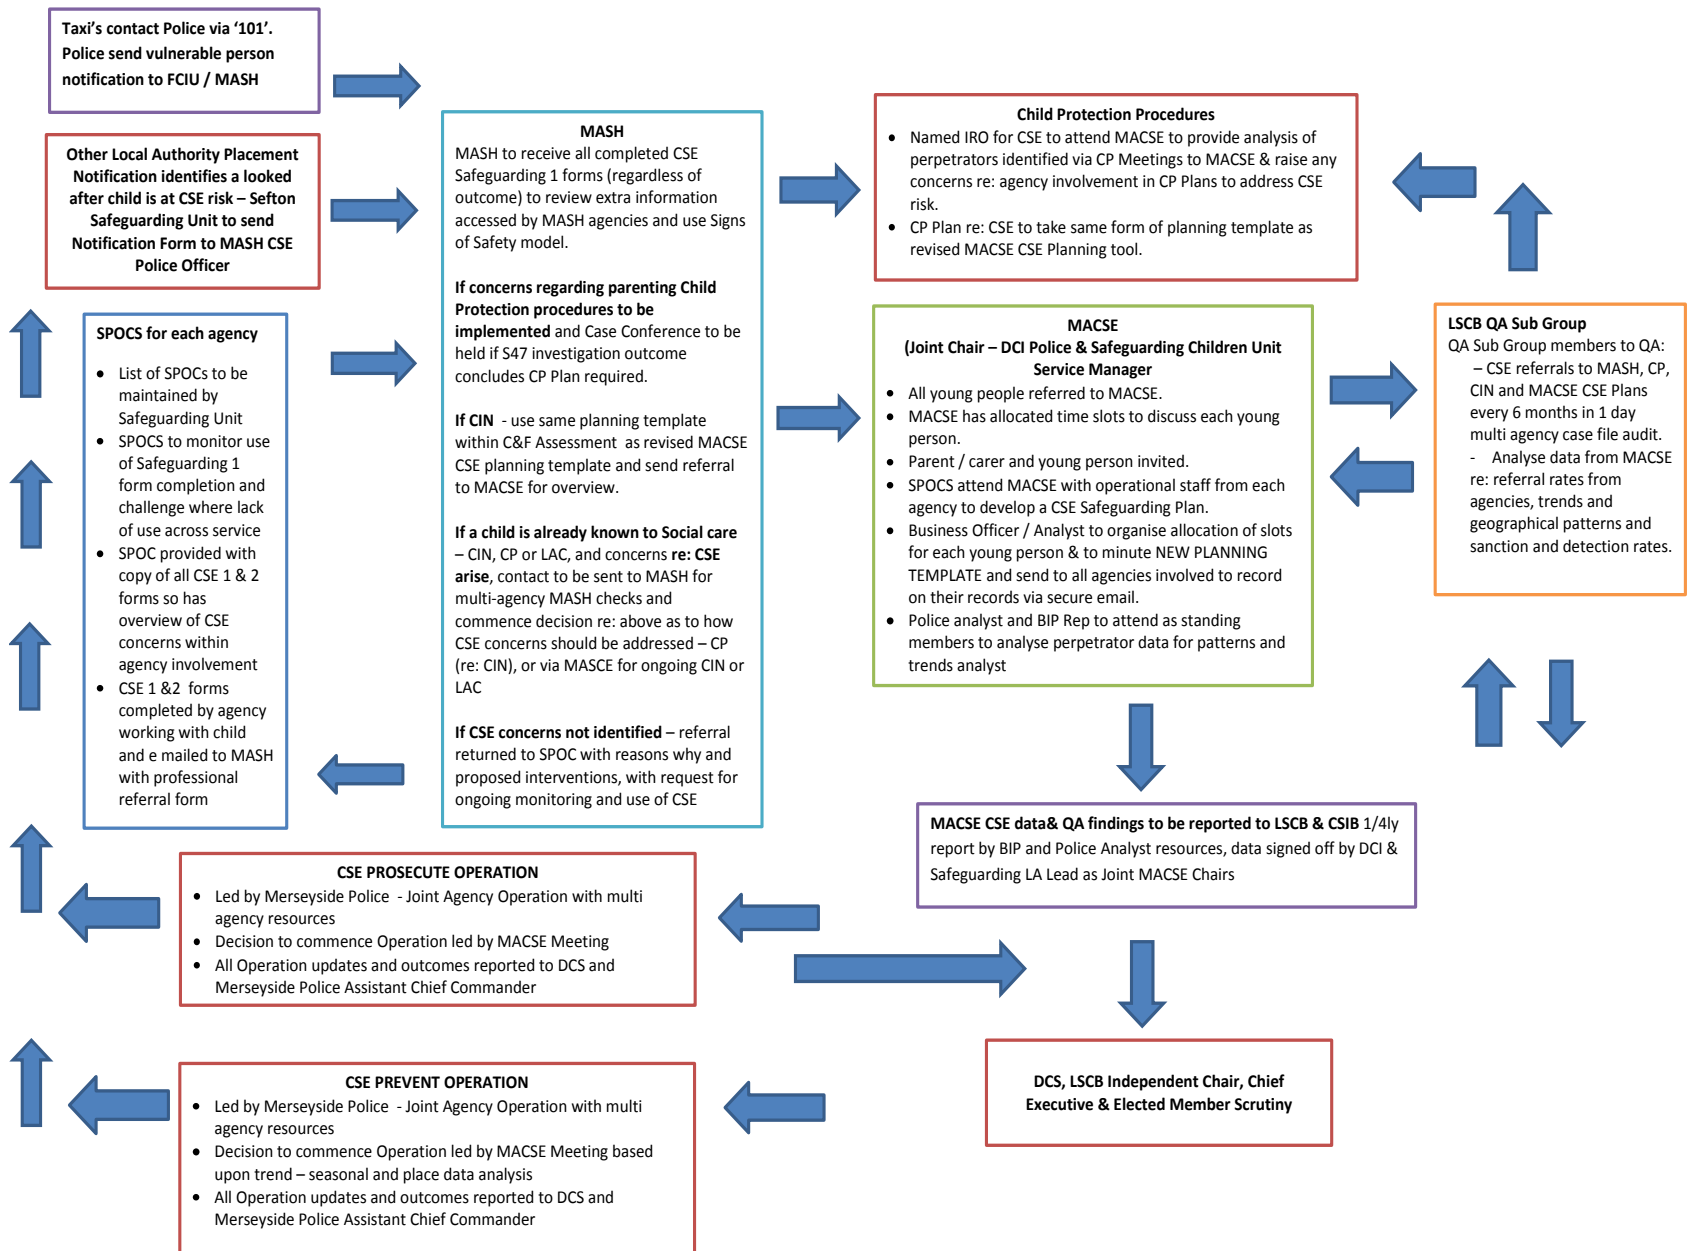 Taxi’s contact Police via ‘101’.
Police send vulnerable person
notification to FCIU / MASH
Other Local Authority Placement
Notification identifies a looked
after child is at CSE risk – Sefton
Safeguarding Unit to send
Notification Form to MASH CSE
Police Officer
SPOCS for each agency
• List of SPOCs to be
maintained by
Safeguarding Unit
• SPOCS to monitor use
of Safeguarding 1
form completion and
challenge where lack
of use across service
• SPOC provided with
copy of all CSE 1 & 2
forms so has
overview of CSE
concerns within
agency involvement
• CSE 1 &2 forms
completed by agency
working with child
and e mailed to MASH
with professional
referral form
MASH
MASH to receive all completed CSE
Safeguarding 1 forms (regardless of
outcome) to review extra information
accessed by MASH agencies and use Signs
of Safety model.
If concerns regarding parenting Child
Protection procedures to be
implemented and Case Conference to be
held if S47 investigation outcome
concludes CP Plan required.
If CIN - use same planning template
within C&F Assessment as revised MACSE
CSE planning template and send referral
to MACSE for overview.
If a child is already known to Social care
– CIN, CP or LAC, and concerns re: CSE
arise, contact to be sent to MASH for
multi-agency MASH checks and
commence decision re: above as to how
CSE concerns should be addressed – CP
(re: CIN), or via MASCE for ongoing CIN or
LAC
If CSE concerns not identified – referral
returned to SPOC with reasons why and
proposed interventions, with request for
ongoing monitoring and use of CSE
Child Protection Procedures
• Named IRO for CSE to attend MACSE to provide analysis of
perpetrators identified via CP Meetings to MACSE & raise any
concerns re: agency involvement in CP Plans to address CSE
risk.
• CP Plan re: CSE to take same form of planning template as
revised MACSE CSE Planning tool.
MACSE
(Joint Chair – DCI Police & Safeguarding Children Unit
Service Manager
• All young people referred to MACSE.
• MACSE has allocated time slots to discuss each young
person.
• Parent / carer and young person invited.
• SPOCS attend MACSE with operational staff from each
agency to develop a CSE Safeguarding Plan.
• Business Officer / Analyst to organise allocation of slots
for each young person & to minute NEW PLANNING
TEMPLATE and send to all agencies involved to record
on their records via secure email.
• Police analyst and BIP Rep to attend as standing
members to analyse perpetrator data for patterns and
trends analyst
LSCB QA Sub Group
QA Sub Group members to QA:
– CSE referrals to MASH, CP,
CIN and MACSE CSE Plans
every 6 months in 1 day
multi agency case file audit.
- Analyse data from MACSE
re: referral rates from
agencies, trends and
geographical patterns and
sanction and detection rates.
MACSE CSE data& QA findings to be reported to LSCB & CSIB 1/4ly
report by BIP and Police Analyst resources, data signed off by DCI &
Safeguarding LA Lead as Joint MACSE Chairs
CSE PROSECUTE OPERATION
• Led by Merseyside Police - Joint Agency Operation with multi
agency resources
• Decision to commence Operation led by MACSE Meeting
• All Operation updates and outcomes reported to DCS and
Merseyside Police Assistant Chief Commander
DCS, LSCB Independent Chair, Chief
Executive & Elected Member Scrutiny
CSE PREVENT OPERATION
• Led by Merseyside Police - Joint Agency Operation with multi
agency resources
• Decision to commence Operation led by MACSE Meeting based
upon trend – seasonal and place data analysis
• All Operation updates and outcomes reported to DCS and
Merseyside Police Assistant Chief Commander